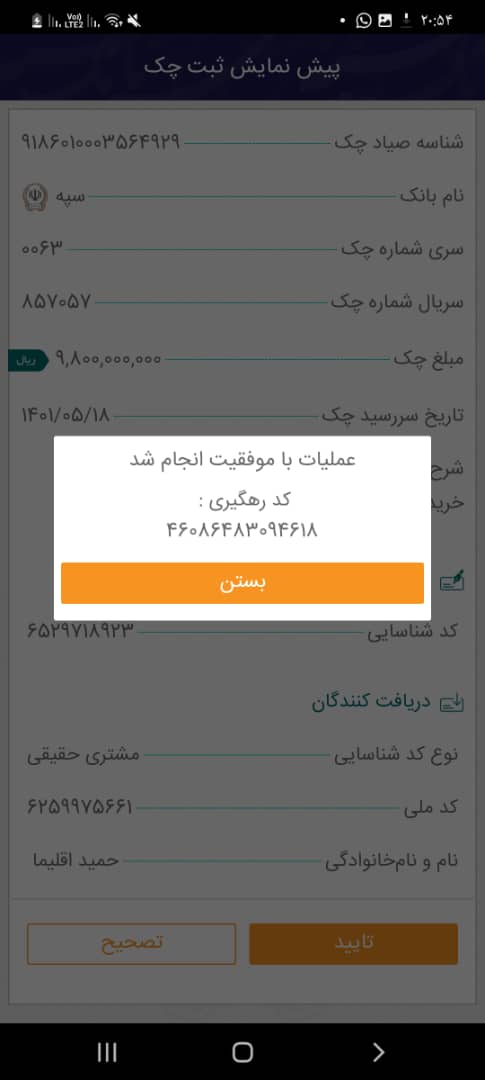 ۲۰:۵۴
Vo)) LTE2
پیش نمایش ثبت چک
شناسه صیاد چک ۹۱۸۶۰۱۰۰۰۳۵۶۴۹۲۹
نام بانک سپه
سری شماره چک ۰۰۶۳
سریال شماره چک ۸۵۷۰۵۷
مبلغ چک ۹,۸۰۰,۰۰۰,۰۰۰ ریال
تاریخ سررسید چک ۱۴۰۱/۰۵/۱۸
شرح
خرید
عملیات با موفقیت انجام شد
کد رهگیری :
۴۶۰۸۶۴۸۳۰۹۴۶۱۸
بستن
کد شناسایی ۶۵۲۹۷۱۸۹۲۳
دریافت کنندگان
نوع کد شناسایی مشتری حقیقی
کد ملی ۶۲۵۹۹۷۵۶۶۱
نام و نام‌خانوادگی حمید اقلیما
تایید
تصحیح